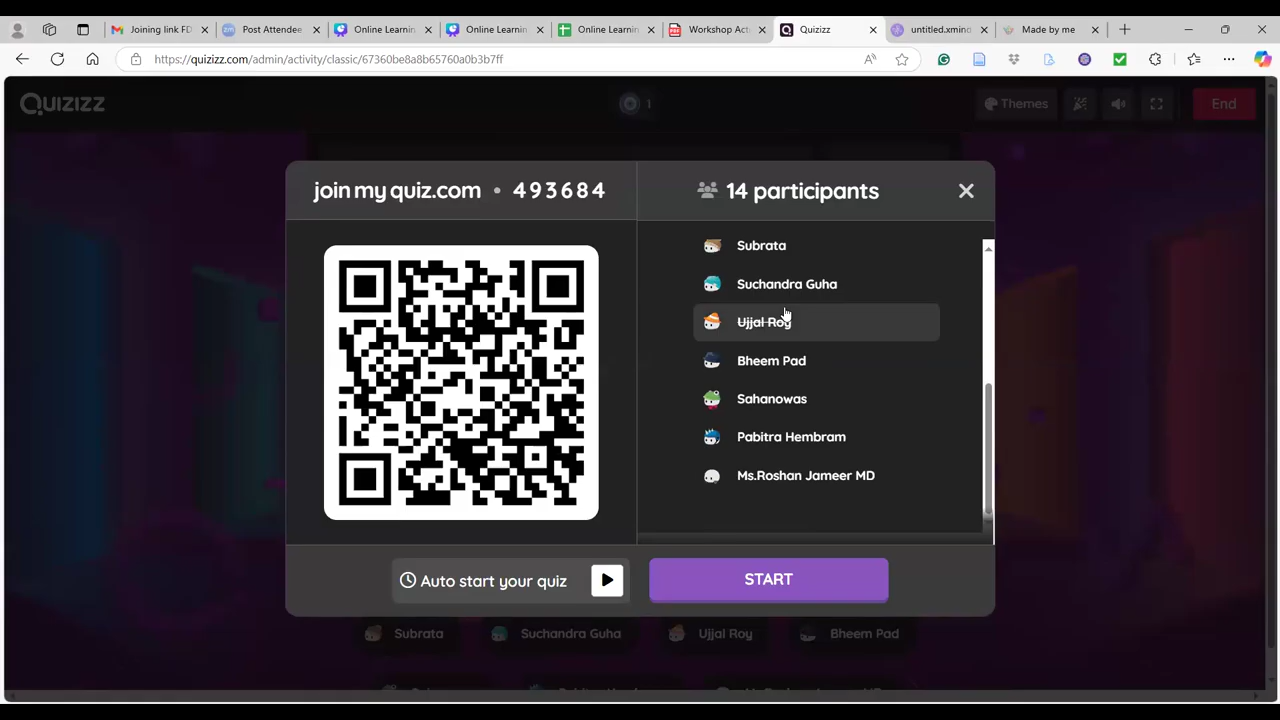 Joining link FD
Post Attendee
Online Learnin
Online Learnin
Online Learnin
Workshop Acti
Quizizz
untitled.xmind
Made by me
https://quizizz.com/admin/activity/classic/67360be8a9b65760a0b3b7ff
QUIZIZZ
1
Themes
End
joinmyquiz.com • 493684
14 participants
Subrata
Suchandra Guha
Ujjal Roy
Bheem Pad
Sahanowas
Pabitra Hembram
Ms.Roshan Jameer MD
Auto start your quiz
START
Subrata
Suchandra Guha
Ujjal Roy
Bheem Pad